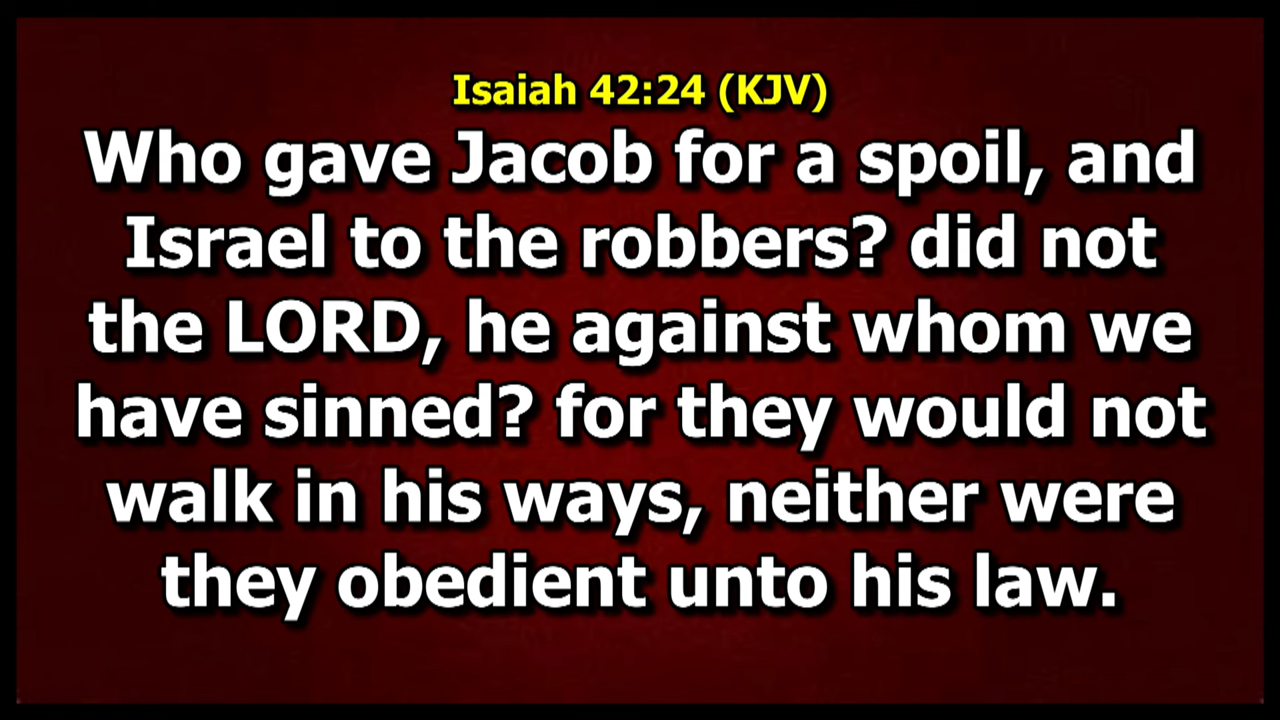 Isaiah 42:24 (KJV)
Who gave Jacob for a spoil, and
Israel to the robbers? did not
the LORD, he against whom we
have sinned? for they would not
walk in his ways, neither were
they obedient unto his law.